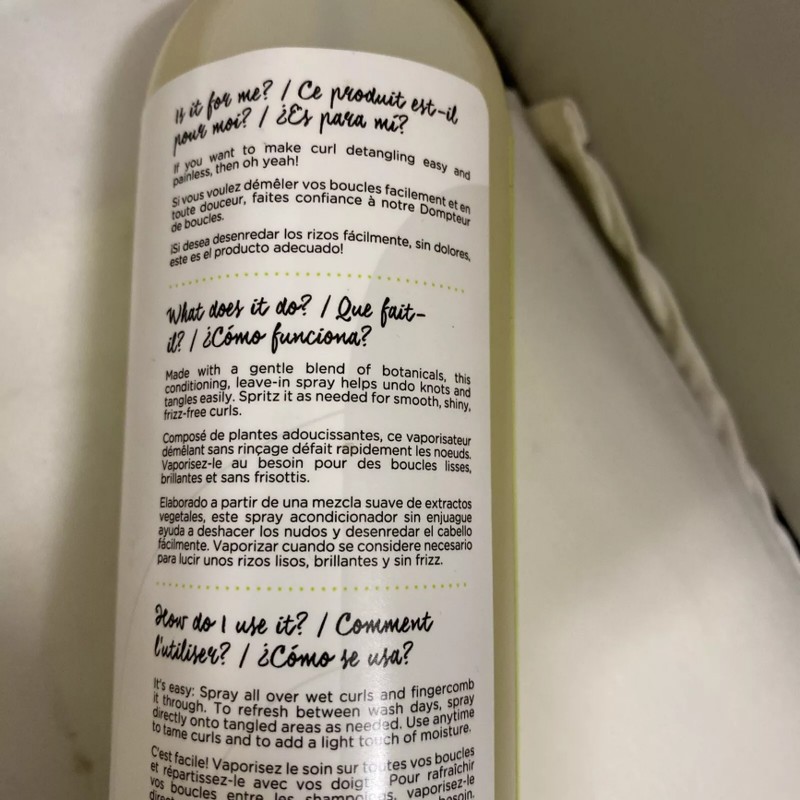 Is it for me? / Ce produit est-il
pour moi? / ¿Es para mí?
If you want to make curl detangling easy and
painless, then oh yeah!
Si vous voulez démêler vos boucles facilement et en
toute douceur, faites confiance à notre Dompteur
de boucles.
¡Si desea desenredar los rizos fácilmente, sin dolores,
este es el producto adecuado!
What does it do? / Que fait-
il? / ¿Cómo funciona?
Made with a gentle blend of botanicals, this
conditioning, leave-in spray helps undo knots and
tangles easily. Spritz it as needed for smooth, shiny,
frizz-free curls.
Composé de plantes adoucissantes, ce vaporisateur
démêlant sans rinçage défait rapidement les noeuds.
Vaporisez-le au besoin pour des boucles lisses,
brillantes et sans frisottis.
Elaborado a partir de una mezcla suave de extractos
vegetales, este spray acondicionador sin enjuague
ayuda a deshacer los nudos y desenredar el cabello
fácilmente. Vaporizar cuando se considere necesario
para lucir unos rizos lisos, brillantes y sin frizz.
How do I use it? / Comment
l'utiliser? / ¿Cómo se usa?
It's easy: Spray all over wet curls and fingercomb
it through. To refresh between wash days, spray
directly onto tangled areas as needed. Use anytime
to tame curls and to add a light touch of moisture.
C'est facile! Vaporisez le soin sur toutes vos boucles
et répartissez-le avec vos doigts. Pour rafraîchir
vos boucles entre les shampoings, vaporisez-le
besoin.